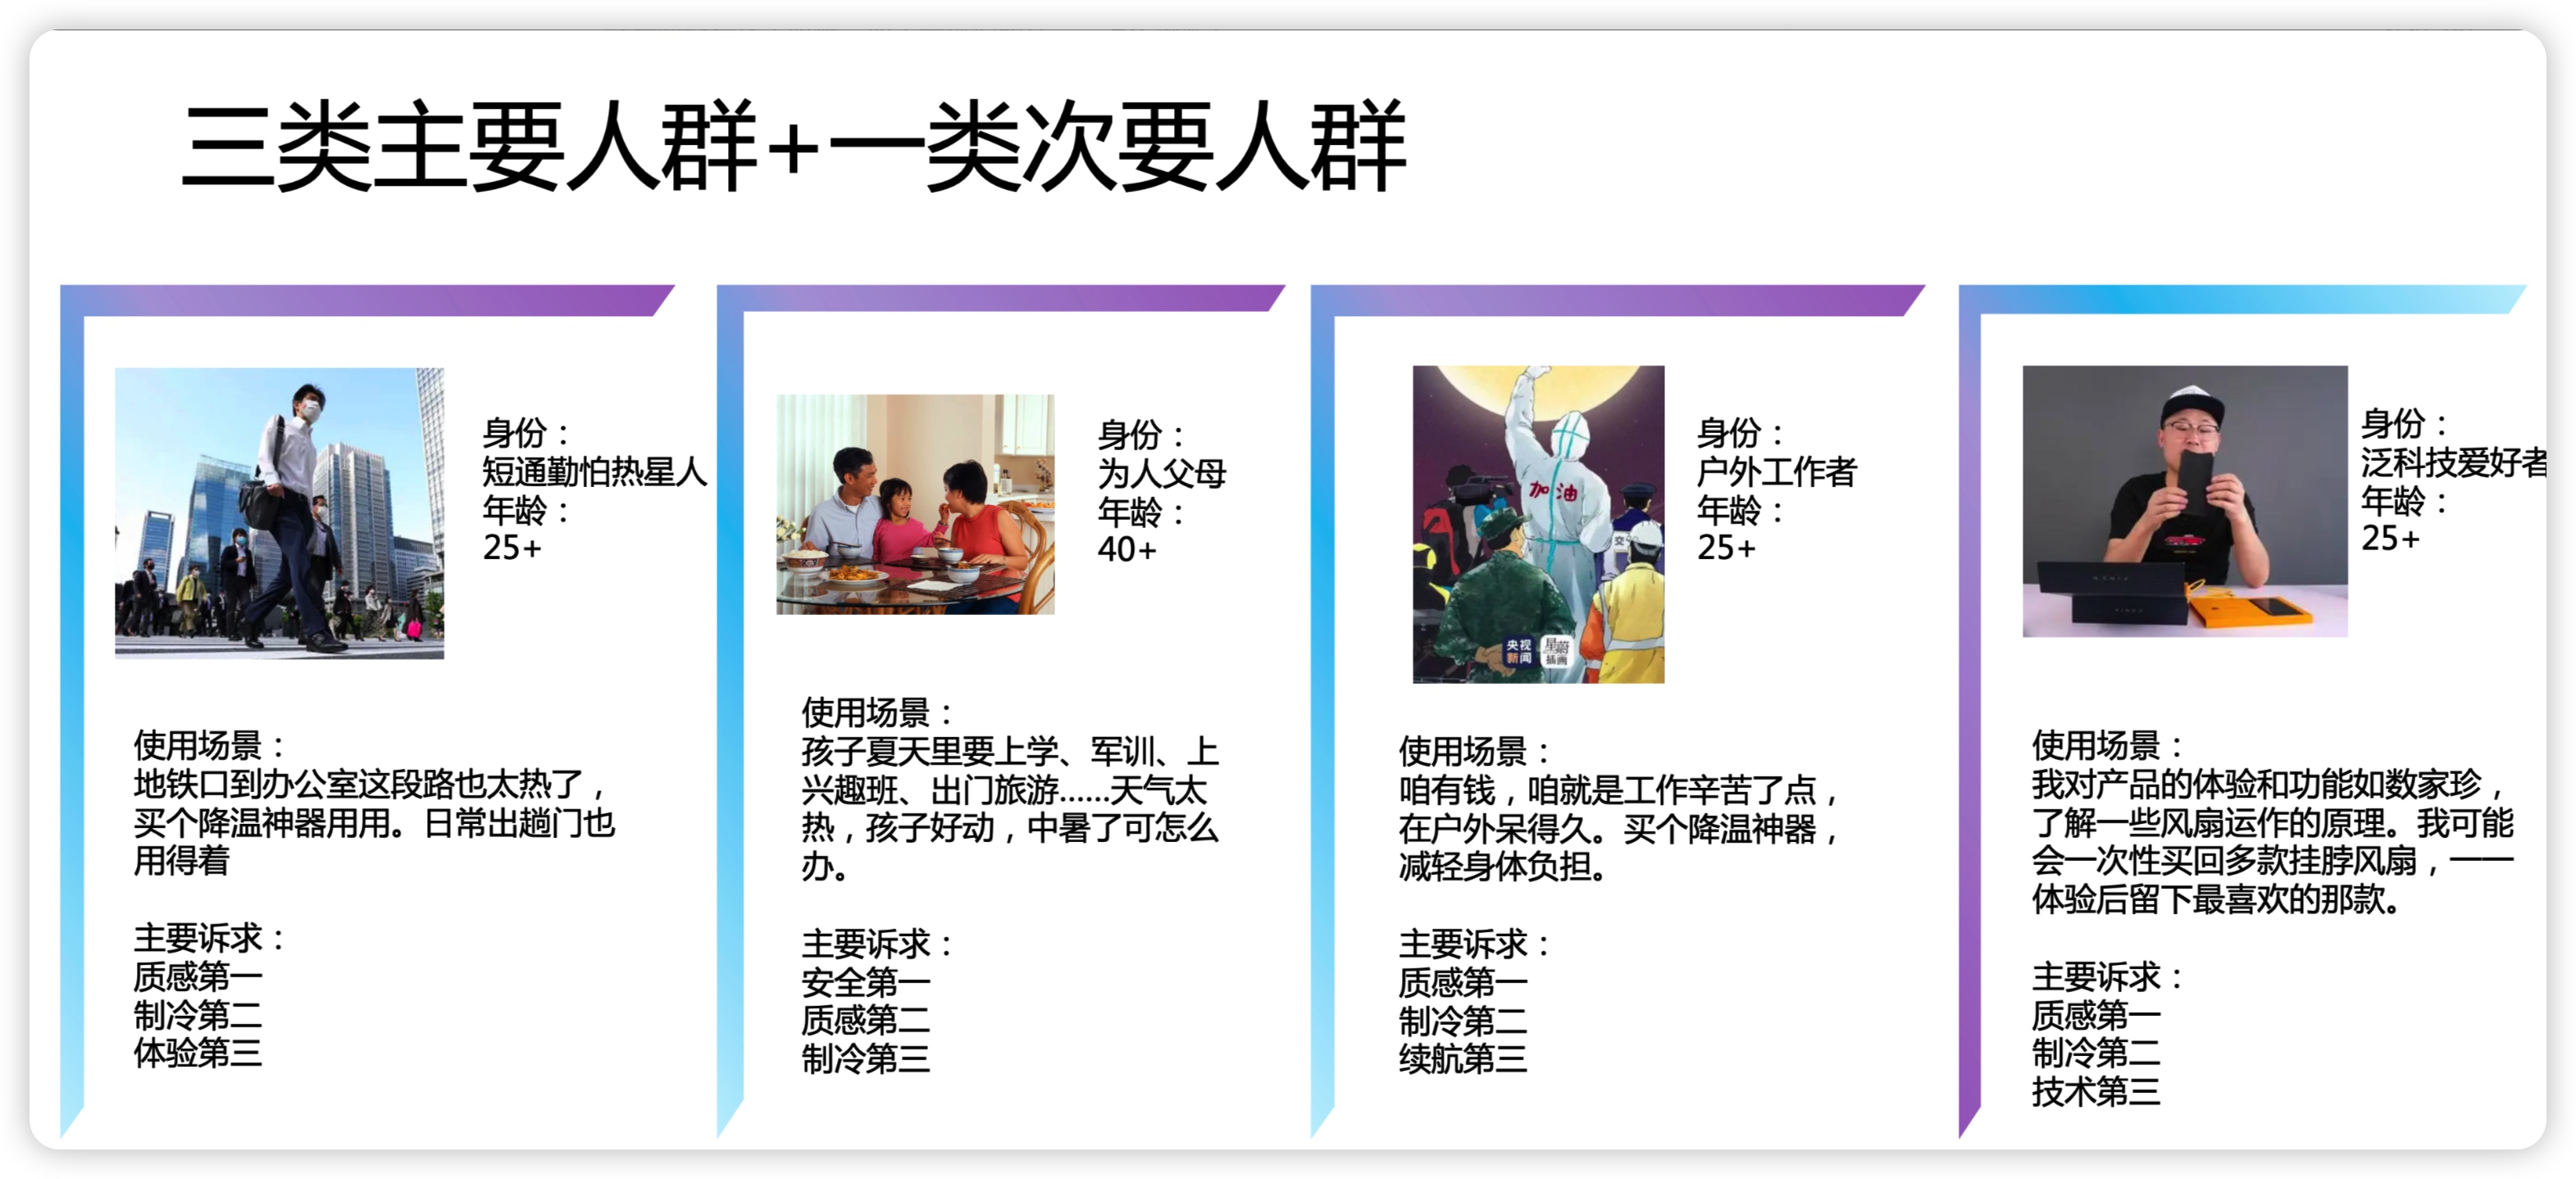 三类主要人群+一类次要人群
身份：
短通勤怕热星人
年龄：
25+
使用场景：
地铁口到办公室这段路也太热了，
买个降温神器用用。日常出趟门也
用得着
主要诉求：
质感第一
制冷第二
体验第三
身份：
为人父母
年龄：
40+
使用场景：
孩子夏天里要上学、军训、上
兴趣班、出门旅游……天气太
热，孩子好动，中暑了可怎么
办。
主要诉求：
安全第一
质感第二
制冷第三
加油
交
央视
新闻
星蔚
插画
身份：
户外工作者
年龄：
25+
使用场景：
咱有钱，咱就是工作辛苦了点，
在户外呆得久。买个降温神器，
减轻身体负担。
主要诉求：
质感第一
制冷第二
续航第三
身份：
泛科技爱好者
年龄：
25+
使用场景：
我对产品的体验和功能如数家珍，
了解一些风扇运作的原理。我可能
会一次性买回多款挂脖风扇，一一
体验后留下最喜欢的那款。
主要诉求：
质感第一
制冷第二
技术第三